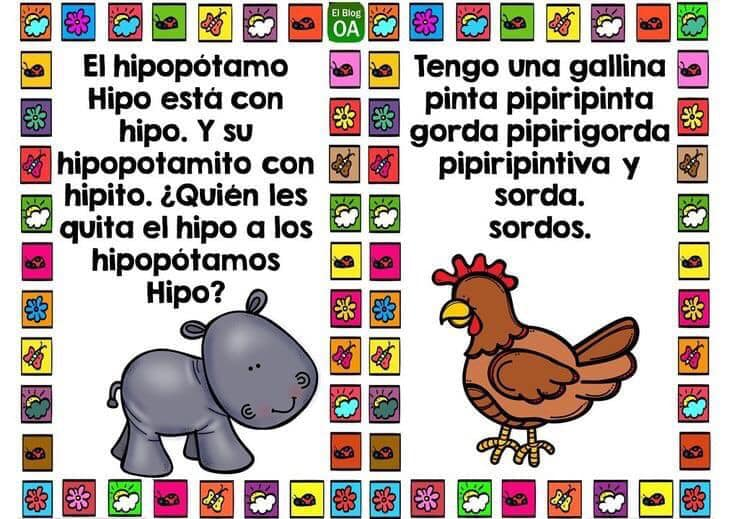 El Blog
OA
El hipopótamo
Hipo está con
hipo. Y su
hipopotamito con
hipito. ¿Quién les
quita el hipo a los
hipopótamos
Hipo?
Tengo una gallina
pinta pipiripinta
gorda pipirigorda
pipiripintiva y
sorda.
sordos.